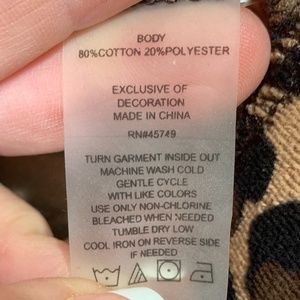 BODY
80%COTTON 20%POLYESTER
EXCLUSIVE OF
DECORATION
MADE IN CHINA
RN#45749
TURN GARMENT INSIDE OUT
MACHINE WASH COLD
GENTLE CYCLE
WITH LIKE COLORS
USE ONLY NON-CHLORINE
BLEACHED WHEN NEEDED
TUMBLE DRY LOW
COOL IRON ON REVERSE SIDE
IF NEEDED